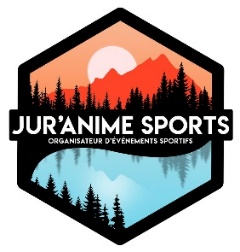 JUR'ANIME SPORTS
ORGANISATEUR D'ÉVÉNEMENTS SPORTIFS